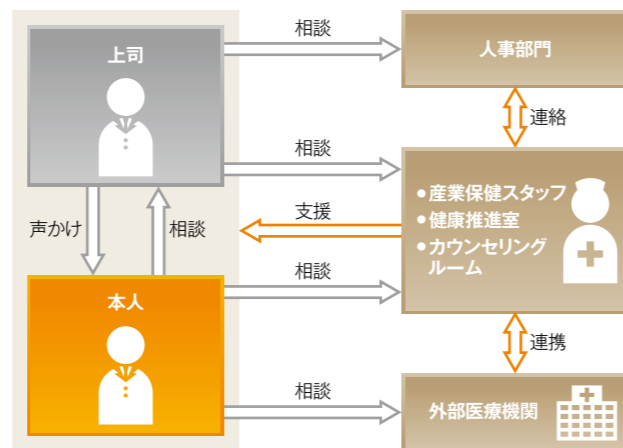 上司
相談
人事部門
連絡
相談
●産業保健スタッフ
●健康推進室
●カウンセリング
ルーム
支援
声かけ
相談
相談
本人
連携
相談
外部医療機関